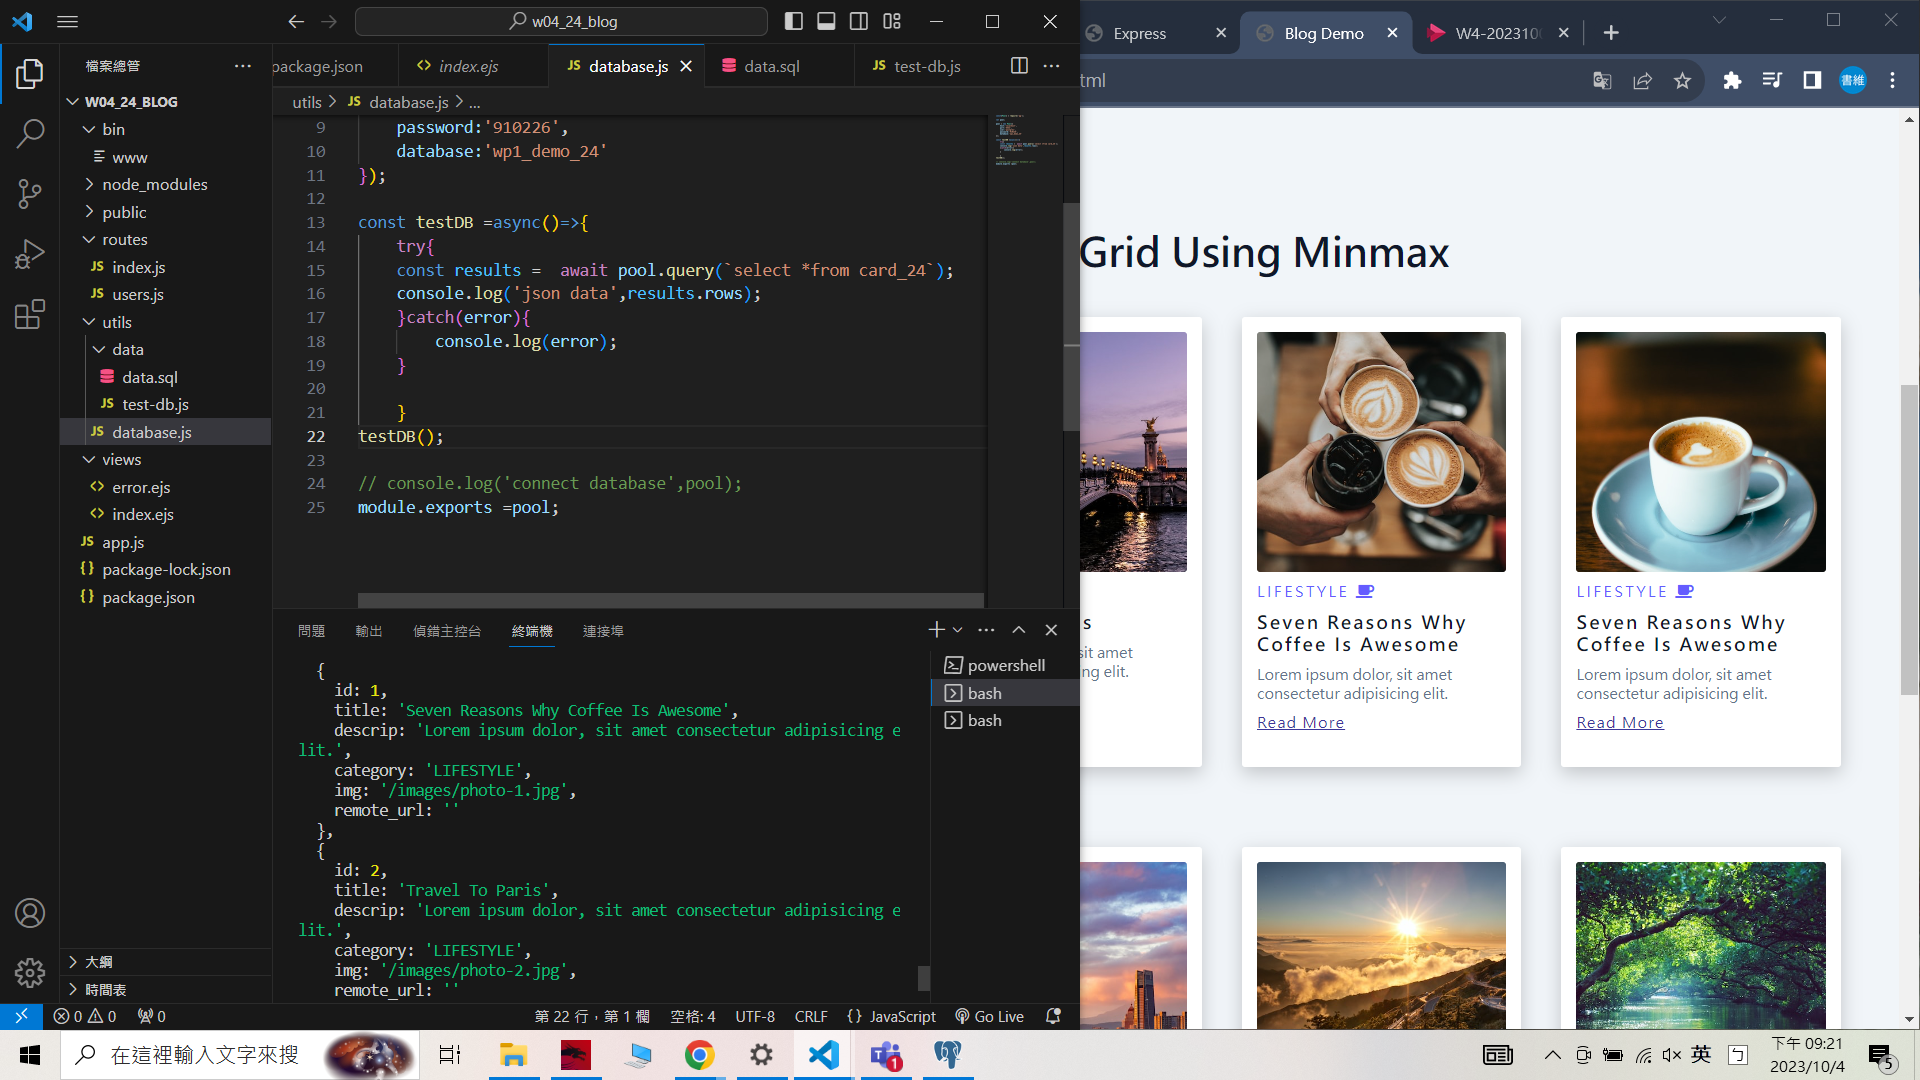 w04_24_blog
檔案總管
W04_24_BLOG
bin
www
node_modules
public
routes
index.js
users.js
utils
data
data.sql
test-db.js
database.js
views
error.ejs
index.ejs
app.js
package-lock.json
package.json
大綱
時間表
package.json
index.ejs
database.js
data.sql
test-db.js
utils > database.js > ...
9 password:'910226',
10 database:'wp1_demo_24'
11 });
12
13 const testDB =async()=>{
14 try{
15 const results =  await pool.query(`select *from card_24`);
16 console.log('json data',results.rows);
17 }catch(error){
18 console.log(error);
19 }
20
21 }
22 testDB();
23
24 // console.log('connect database',pool);
25 module.exports =pool;
問題 輸出 偵錯主控台 終端機 連接埠
{
id: 1,
title: 'Seven Reasons Why Coffee Is Awesome',
descrip: 'Lorem ipsum dolor, sit amet consectetur adipisicing e
lit.',
category: 'LIFESTYLE',
img: '/images/photo-1.jpg',
remote_url: ''
},
{
id: 2,
title: 'Travel To Paris',
descrip: 'Lorem ipsum dolor, sit amet consectetur adipisicing e
lit.',
category: 'LIFESTYLE',
img: '/images/photo-2.jpg',
remote_url: ''
powershell
bash
bash
0 0 0
第 22 行，第 1 欄 空格: 4 UTF-8 CRLF {} JavaScript Go Live
Express
Blog Demo
W4-202310
tml
書維
Grid Using Minmax
s
sit amet
ng elit.
LIFESTYLE
Seven Reasons Why
Coffee Is Awesome
Lorem ipsum dolor, sit amet
consectetur adipisicing elit.
Read More
LIFESTYLE
Seven Reasons Why
Coffee Is Awesome
Lorem ipsum dolor, sit amet
consectetur adipisicing elit.
Read More
在這裡輸入文字來搜
1
英
下午 09:21
2023/10/4
5